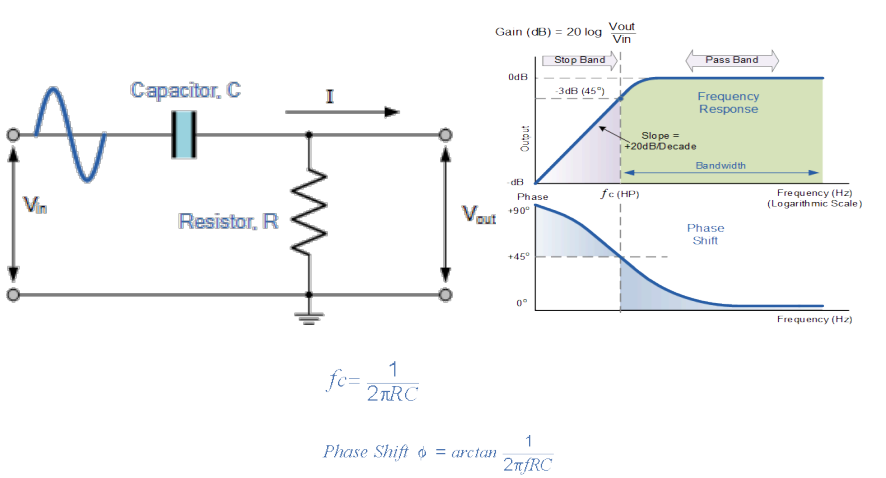 Capacitor, C
I
Vin
Resistor, R
Vout
Gain (dB) = 20 log Vout
Vin
Stop Band
Pass Band
0dB
-3dB (45°)
Frequency
Response
Output
Slope =
+20dB/Decade
Bandwidth
-dB
fc (HP)
Frequency (Hz)
(Logarithmic Scale)
Phase
+90°
Phase
Shift
+45°
0°
Frequency (Hz)
fc= 1
2πRC
Phase Shift ϕ = arctan 1
2πfRC